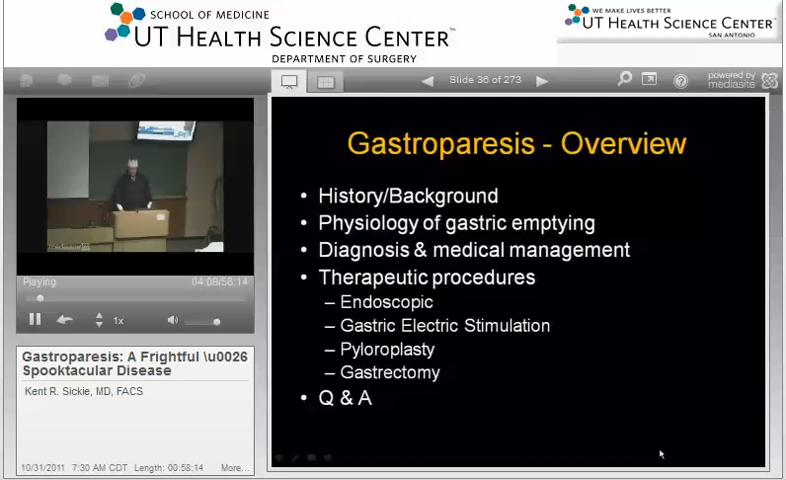 SCHOOL OF MEDICINE
UT HEALTH SCIENCE CENTER™
DEPARTMENT OF SURGERY
WE MAKE LIVES BETTER
UT HEALTH SCIENCE CENTER
SAN ANTONIO
Slide 36 of 273
powered by
mediasite
Gastroparesis - Overview
• History/Background
• Physiology of gastric emptying
• Diagnosis & medical management
• Therapeutic procedures
– Endoscopic
– Gastric Electric Stimulation
– Pyloroplasty
– Gastrectomy
• Q & A
Playing
04:08/58:14
1x
Gastroparesis: A Frightful \u0026
Spooktacular Disease
Kent R. Sickie, MD, FACS
10/31/2011 7:30 AM CDT Length: 00:58:14 More...